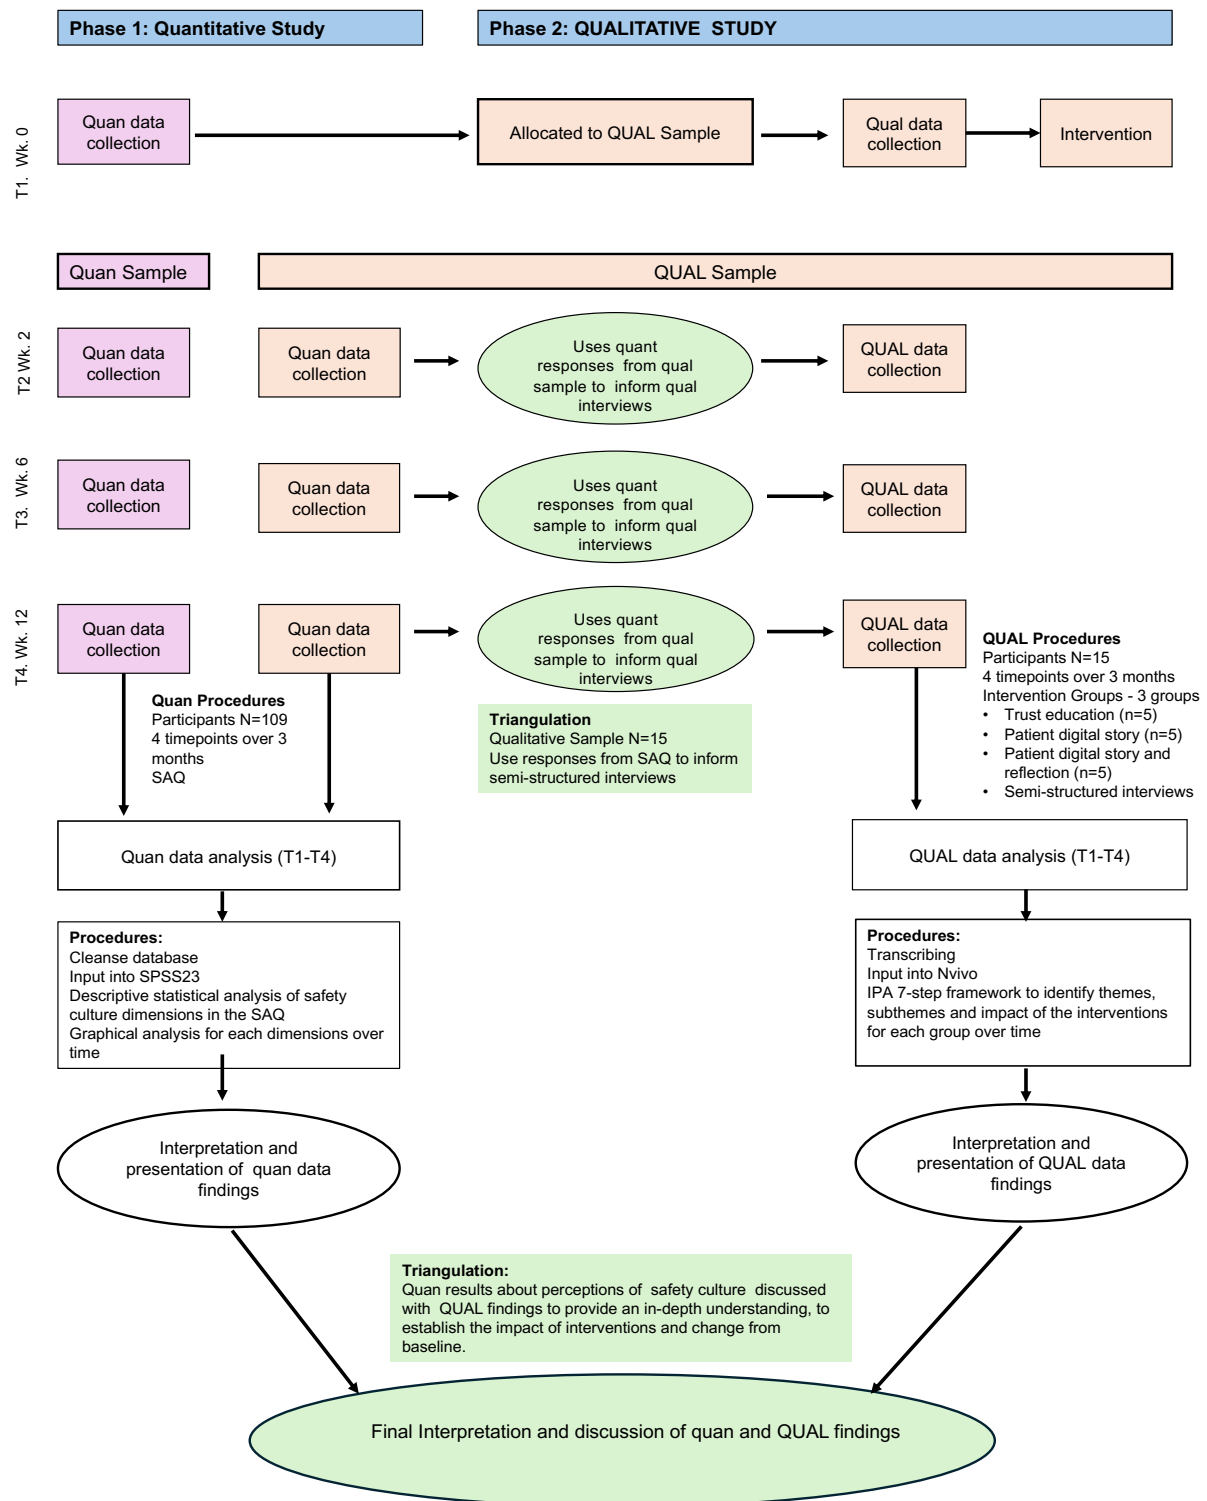 Phase 1: Quantitative Study
Phase 2: QUALITATIVE STUDY
T1. Wk. 0
Quan data
collection
Allocated to QUAL Sample
Qual data
collection
Intervention
Quan Sample
QUAL Sample
T2 Wk. 2
Quan data
collection
Quan data
collection
Uses quant
responses from qual
sample to inform qual
interviews
QUAL data
collection
T3. Wk. 6
Quan data
collection
Quan data
collection
Uses quant
responses from qual
sample to inform qual
interviews
QUAL data
collection
T4. Wk. 12
Quan data
collection
Quan data
collection
Uses quant
responses from qual
sample to inform qual
interviews
QUAL data
collection
Quan Procedures
Participants N=109
4 timepoints over 3
months
SAQ
Triangulation
Qualitative Sample N=15
Use responses from SAQ to inform
semi-structured interviews
QUAL Procedures
Participants N=15
4 timepoints over 3 months
Intervention Groups - 3 groups
• Trust education (n=5)
• Patient digital story (n=5)
• Patient digital story and
reflection (n=5)
• Semi-structured interviews
Quan data analysis (T1-T4)
QUAL data analysis (T1-T4)
Procedures:
Cleanse database
Input into SPSS23
Descriptive statistical analysis of safety
culture dimensions in the SAQ
Graphical analysis for each dimensions over
time
Procedures:
Transcribing
Input into Nvivo
IPA 7-step framework to identify themes,
subthemes and impact of the interventions
for each group over time
Interpretation and
presentation of quan data
findings
Interpretation and
presentation of QUAL data
findings
Triangulation:
Quan results about perceptions of safety culture discussed
with QUAL findings to provide an in-depth understanding, to
establish the impact of interventions and change from
baseline.
Final Interpretation and discussion of quan and QUAL findings